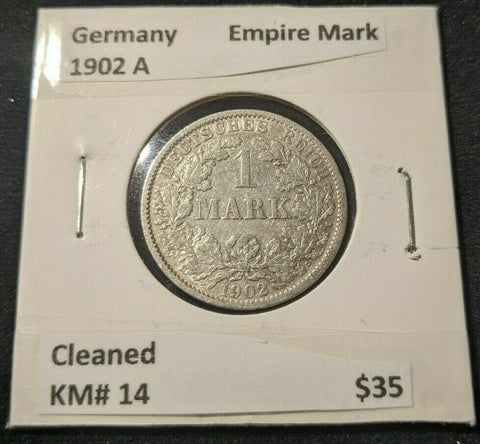 Germany Empire Mark
1902 A
DEUTSCHES REICH
1
MARK
1902
Cleaned
KM# 14 $35